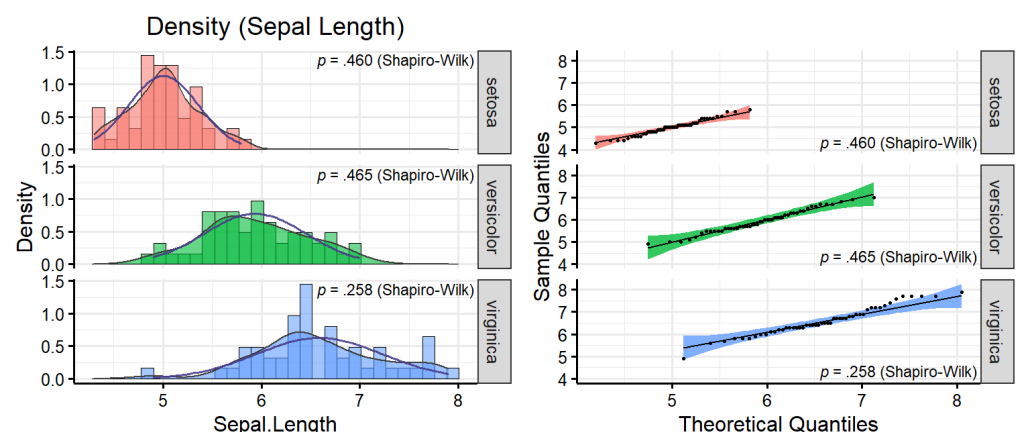 Density (Sepal Length)
Density
1.5
1.0
0.5
0.0
p = .460 (Shapiro-Wilk)
setosa
1.5
1.0
0.5
0.0
p = .465 (Shapiro-Wilk)
versicolor
1.5
1.0
0.5
0.0
p = .258 (Shapiro-Wilk)
virginica
5 6 7 8
Sepal.Length
Sample Quantiles
8
7
6
5
4
p = .460 (Shapiro-Wilk)
setosa
8
7
6
5
4
p = .465 (Shapiro-Wilk)
versicolor
8
7
6
5
4
p = .258 (Shapiro-Wilk)
virginica
5 6 7 8
Theoretical Quantiles